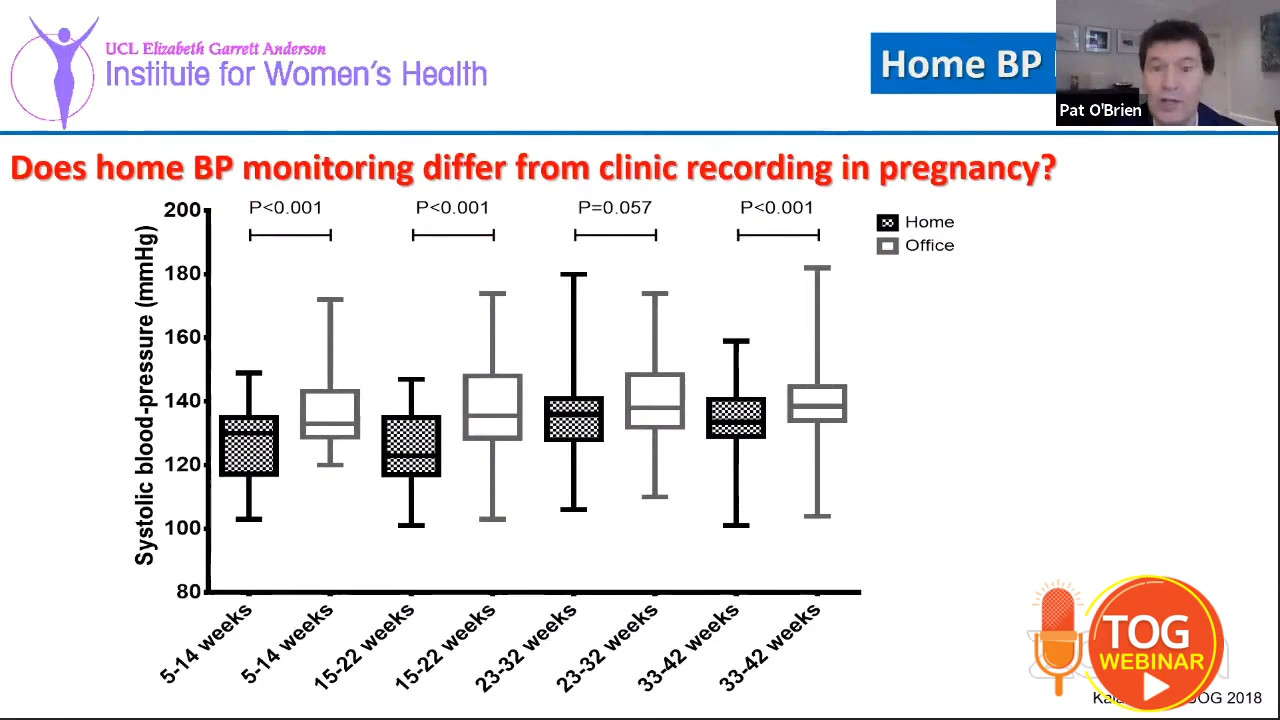 UCL Elizabeth Garrett Anderson
Institute for Women's Health
Home BP
Pat O'Brien
Does home BP monitoring differ from clinic recording in pregnancy?
P<0.001
P<0.001
P=0.057
P<0.001
Home
Office
Systolic blood-pressure (mmHg)
200
180
160
140
120
100
80
5-14 weeks
5-14 weeks
15-22 weeks
15-22 weeks
23-32 weeks
23-32 weeks
33-42 weeks
33-42 weeks
TOG
WEBINAR
2018